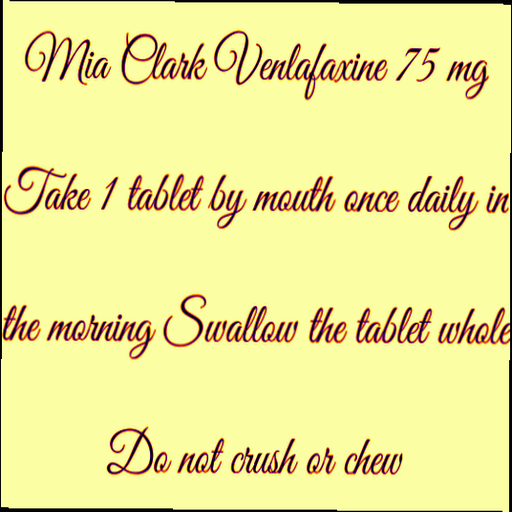 Mia Clark Venlafaxine 75 mg
Take 1 tablet by mouth once daily in
the morning Swallow the tablet whole
Do not crush or chew